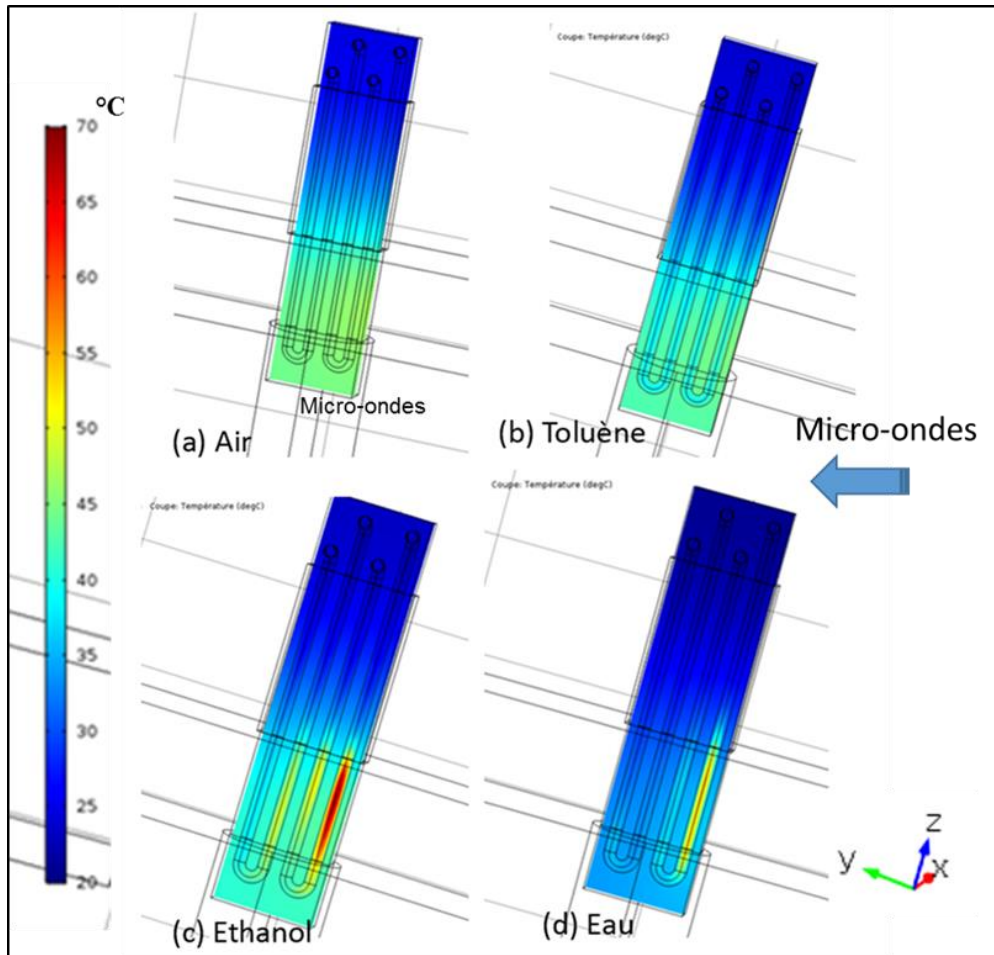 °C
70
65
60
55
50
45
40
35
30
25
20
Micro-ondes
(a) Air
Coupe: Température (degC)
(b) Toluène
Micro-ondes
Coupe: Température (degC)
(c) Ethanol
Coupe: Température (degC)
(d) Eau
z
y
x